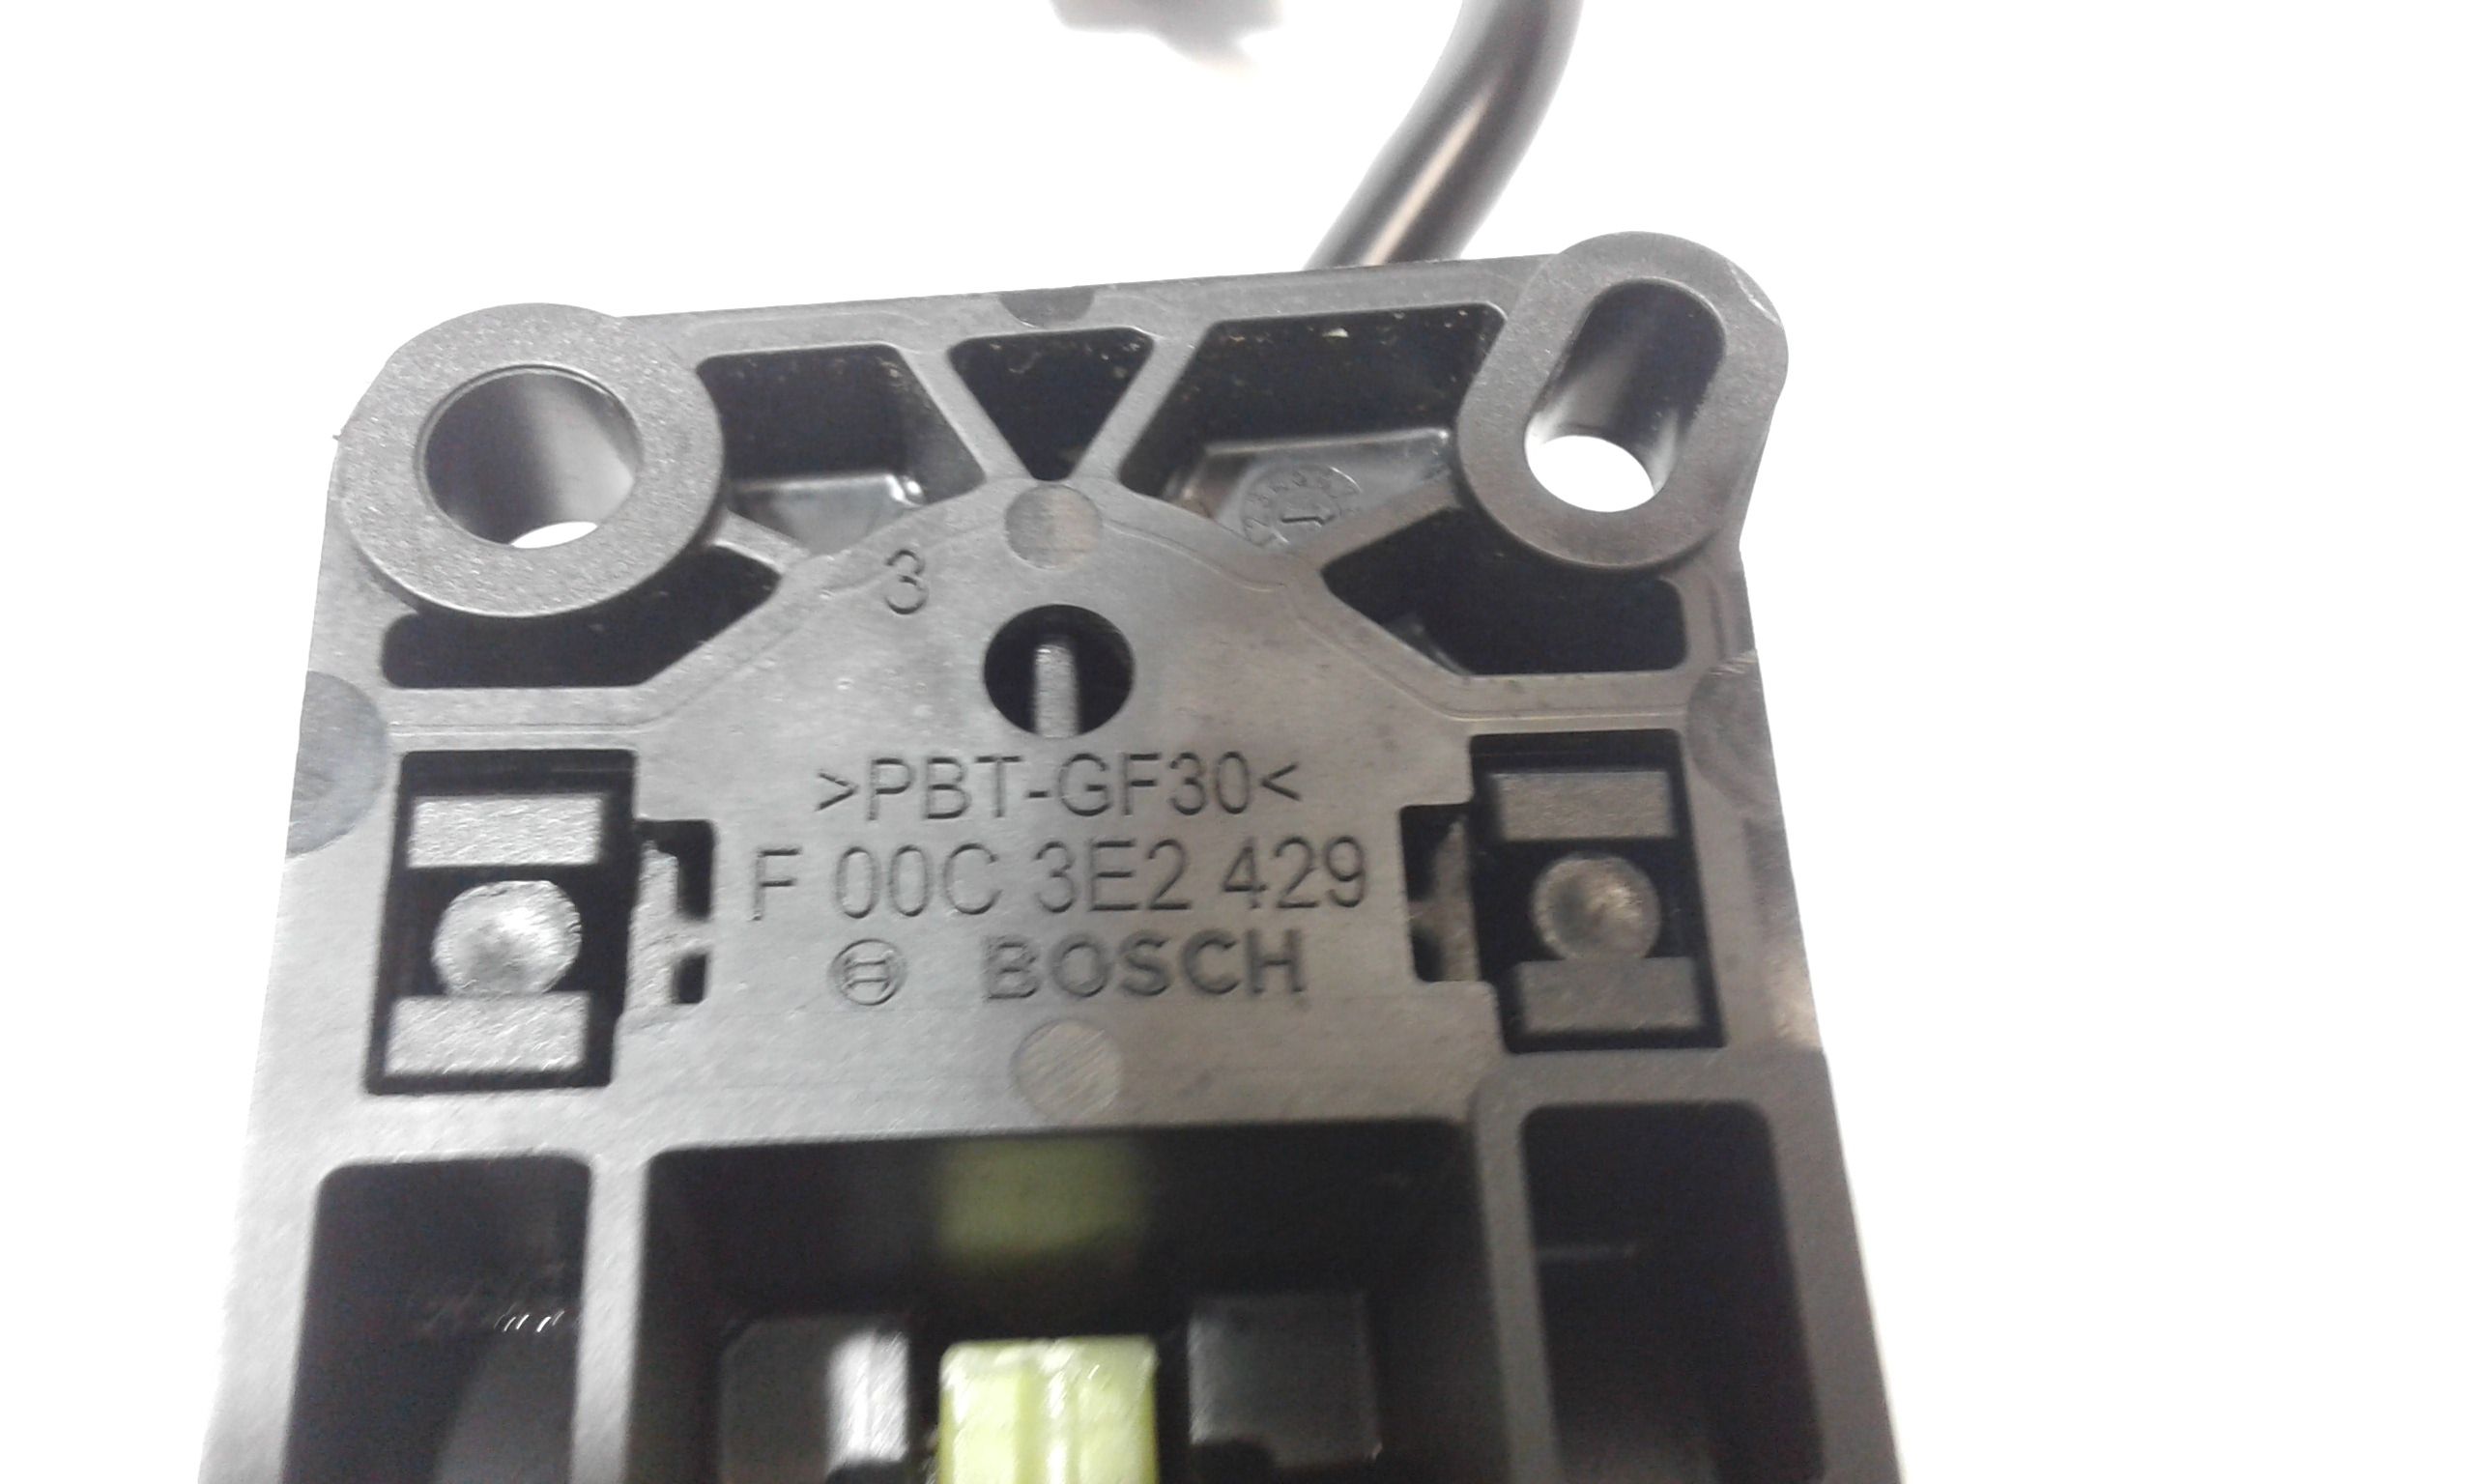 3
>PBT-GF30<
F 00C 3E2 429
BOSCH